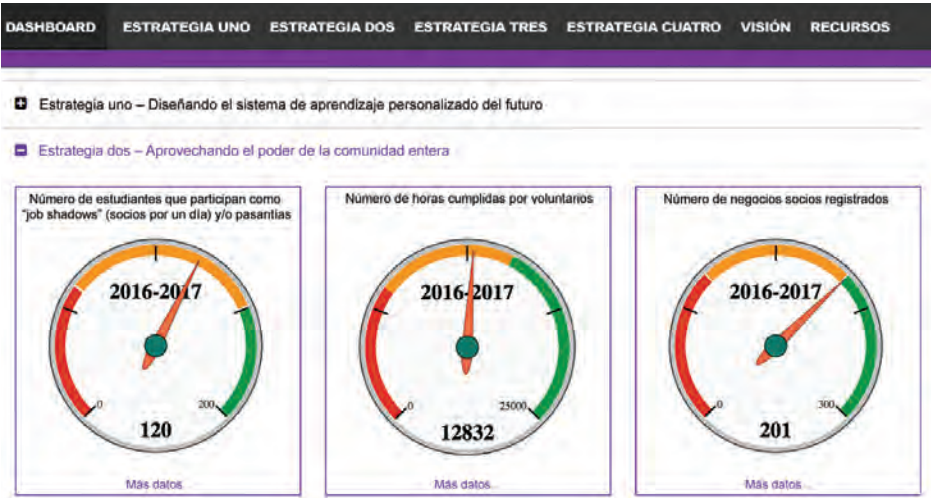 DASHBOARD ESTRATEGIA UNO ESTRATEGIA DOS ESTRATEGIA TRES ESTRATEGIA CUATRO VISIÓN RECURSOS
Estrategia uno – Diseñando el sistema de aprendizaje personalizado del futuro
Estrategia dos – Aprovechando el poder de la comunidad entera
Número de estudiantes que participan como
"job shadows" (socios por un día) y/o pasantías
2016-2017
0 200
120
Más datos
Número de horas cumplidas por voluntarios
2016-2017
0 25000
12832
Más datos
Número de negocios socios registrados
2016-2017
0 300
201
Más datos